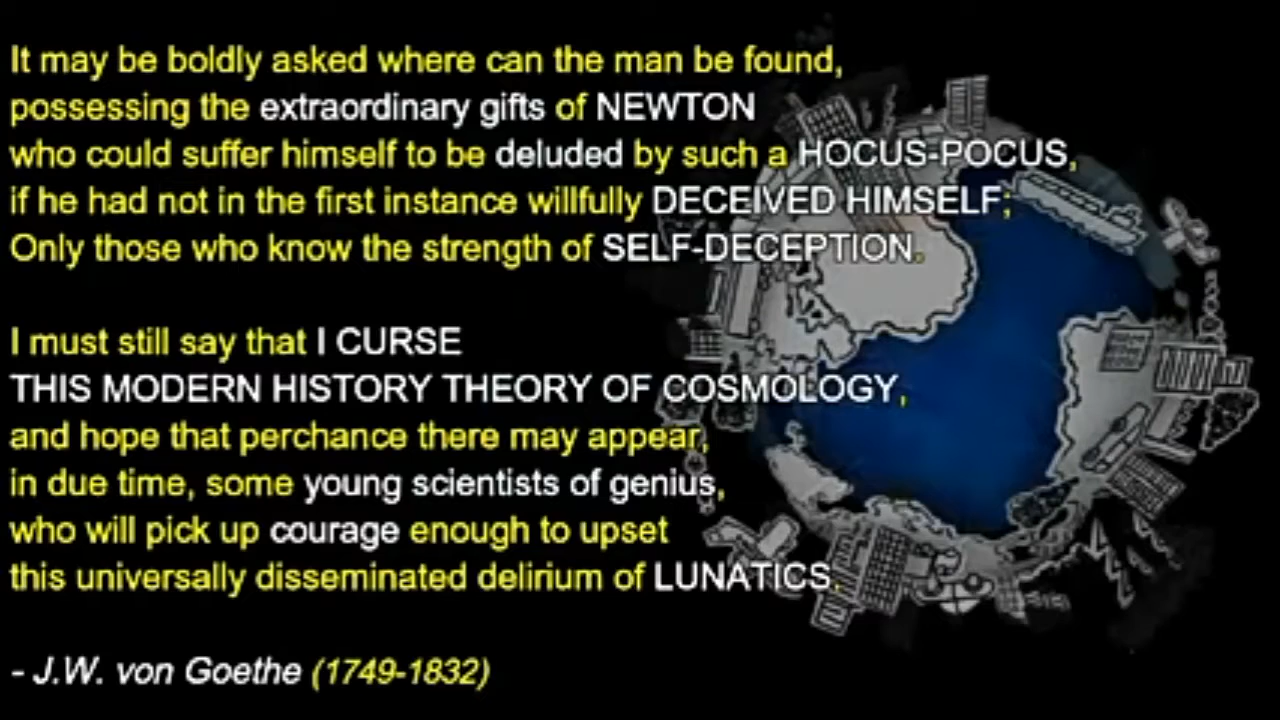 It may be boldly asked where can the man be found,
possessing the extraordinary gifts of NEWTON
who could suffer himself to be deluded by such a HOCUS-POCUS,
if he had not in the first instance willfully DECEIVED HIMSELF;
Only those who know the strength of SELF-DECEPTION.
I must still say that I CURSE
THIS MODERN HISTORY THEORY OF COSMOLOGY,
and hope that perchance there may appear,
in due time, some young scientists of genius,
who will pick up courage enough to upset
this universally disseminated delirium of LUNATICS.
- J.W. von Goethe (1749-1832)